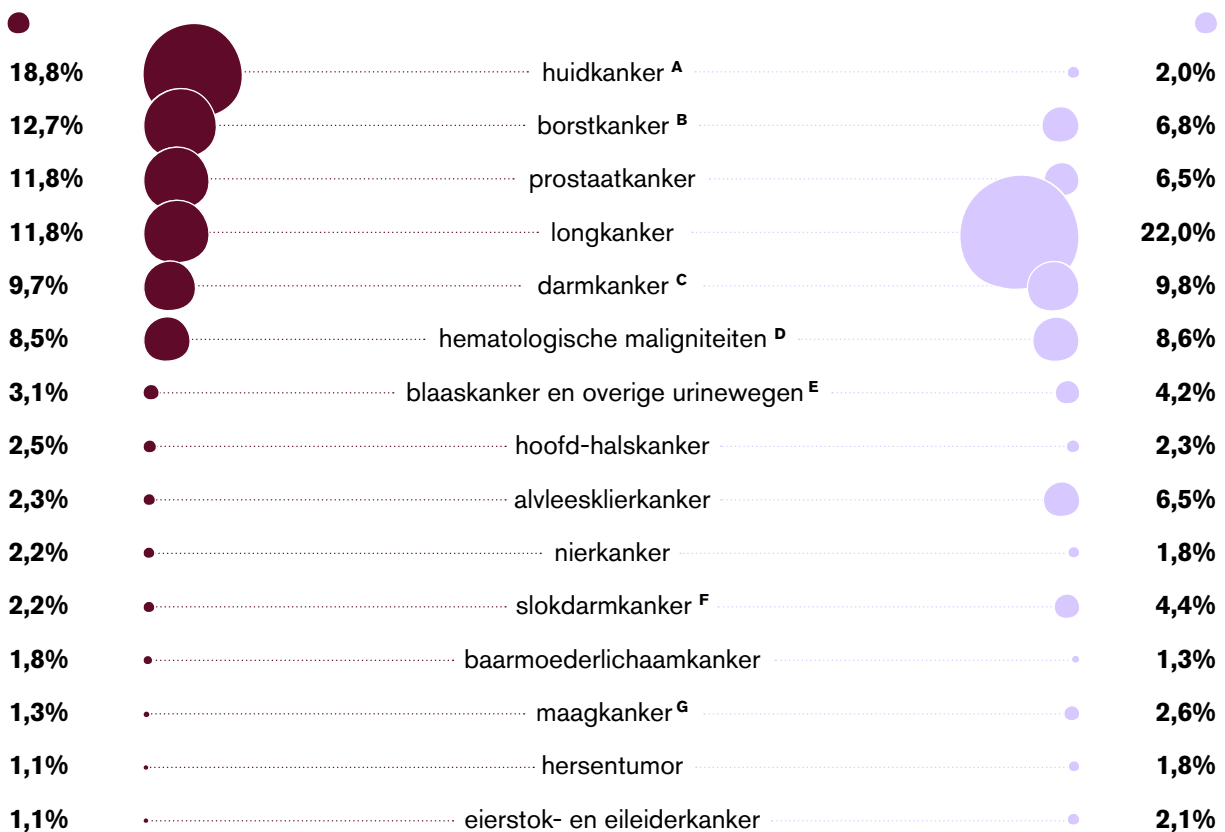 18,8% huidkanker A 2,0%
12,7% borstkanker B 6,8%
11,8% prostaatkanker 6,5%
11,8% longkanker 22,0%
9,7% darmkanker C 9,8%
8,5% hematologische maligniteiten D 8,6%
3,1% blaaskanker en overige urinewegen E 4,2%
2,5% hoofd-halskanker 2,3%
2,3% alvleesklierkanker 6,5%
2,2% nierkanker 1,8%
2,2% slokdarmkanker F 4,4%
1,8% baarmoederlichaamkanker 1,3%
1,3% maagkanker G 2,6%
1,1% hersentumor 1,8%
1,1% eierstok- en eileiderkanker 2,1%